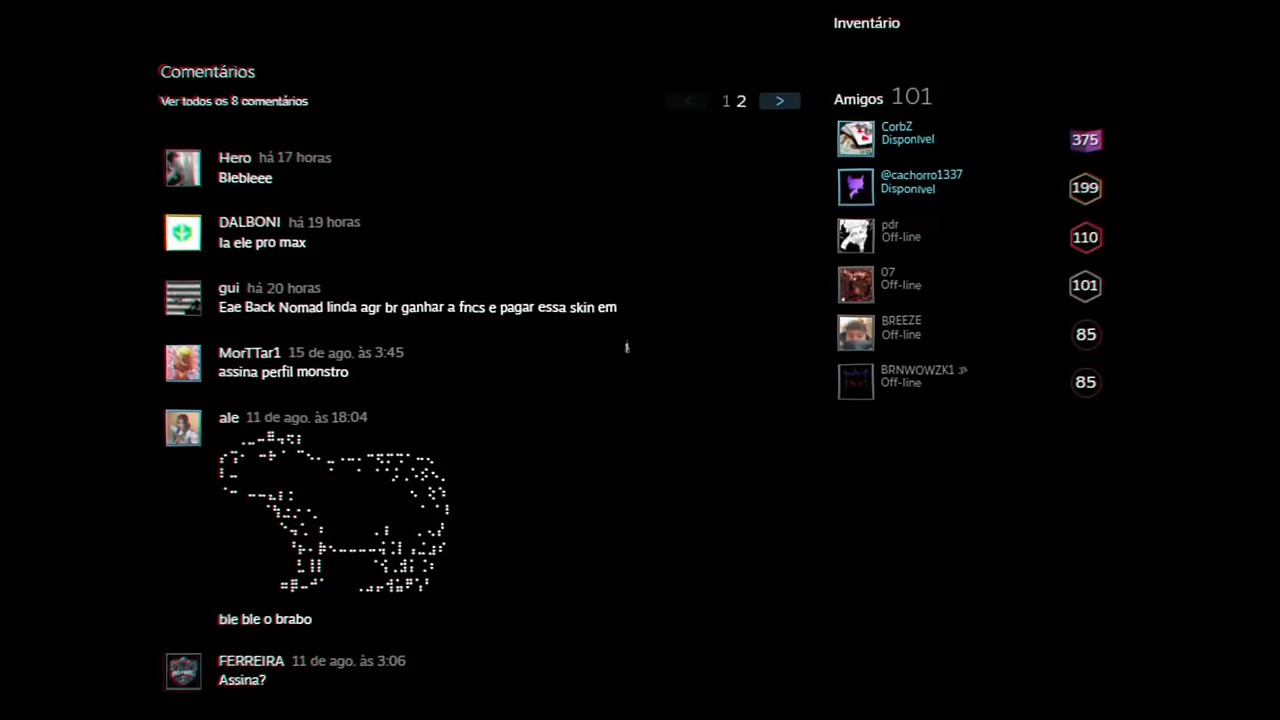 Inventário
Comentários
Ver todos os 8 comentários
< 1 2 >
Hero há 17 horas
Blebleee
DALBONI há 19 horas
la ele pro max
gui há 20 horas
Eae Back Nomad linda agr br ganhar a fncs e pagar essa skin em
MorTTar1 15 de ago. às 3:45
assina perfil monstro
ale 11 de ago. às 18:04
ble ble o brabo
FERREIRA 11 de ago. às 3:06
Assina?
Amigos 101
CorbZ
Disponível
375
@cachorro1337
Disponível
199
pdr
Off-line
110
07
Off-line
101
BREEZE
Off-line
85
BRNWOWZK1
Off-line
85